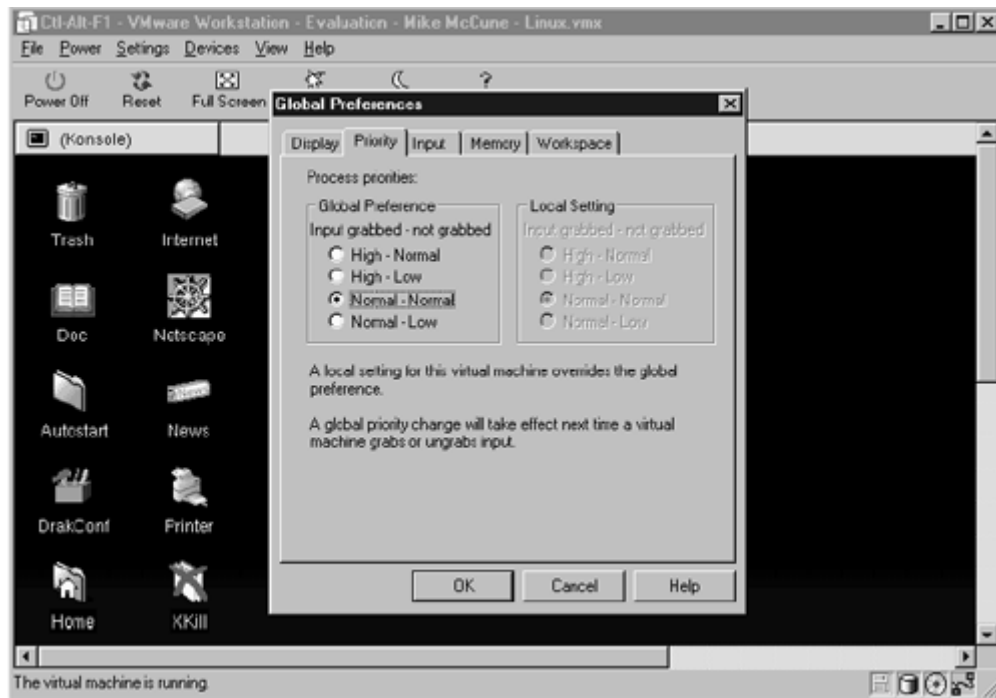 Ctl-Alt-F1 - VMware Workstation - Evaluation - Mike McCune - Linux.vmx
File Power Settings Devices View Help
Power Off Reset Full Screen ?
Global Preferences
(Konsole)
Display Priority Input Memory Workspace
Process priorities:
Global Preference
Input grabbed - not grabbed
High - Normal
High - Low
Normal - Normal
Normal - Low
Local Setting
Input grabbed - not grabbed
High - Normal
High - Low
Normal - Normal
Normal - Low
A local setting for this virtual machine overrides the global
preference.
A global priority change will take effect next time a virtual
machine grabs or ungrabs input.
OK Cancel Help
Trash Internet
Doc Netscape
News
Autostart News
DrakConf Printer
Home XKill
The virtual machine is running.